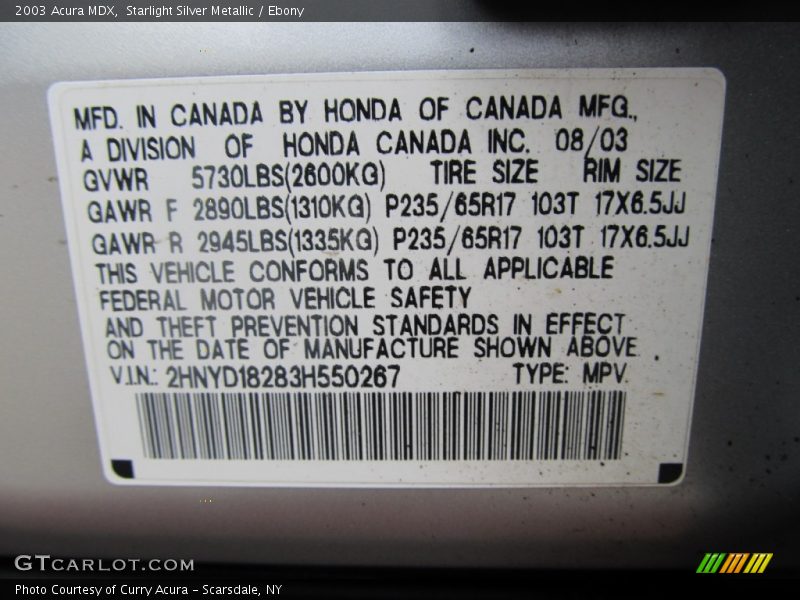 2003 Acura MDX,  Starlight Silver Metallic / Ebony
MFD. IN CANADA BY HONDA OF CANADA MFG.,
A DIVISION OF HONDA CANADA INC. 08/03
GVWR 5730LBS(2600KG) TIRE SIZE RIM SIZE
GAWR F 2890LBS(1310KG) P235/65R17 103T 17X6.5JJ
GAWR R 2945LBS(1335KG) P235/65R17 103T 17X6.5JJ
THIS VEHICLE CONFORMS TO ALL APPLICABLE
FEDERAL MOTOR VEHICLE SAFETY
AND THEFT PREVENTION STANDARDS IN EFFECT
ON THE DATE OF MANUFACTURE SHOWN ABOVE
V.I.N.: 2HNYD18283H550267 TYPE: MPV
GTCARLOT.COM
Photo Courtesy of Curry Acura - Scarsdale, NY